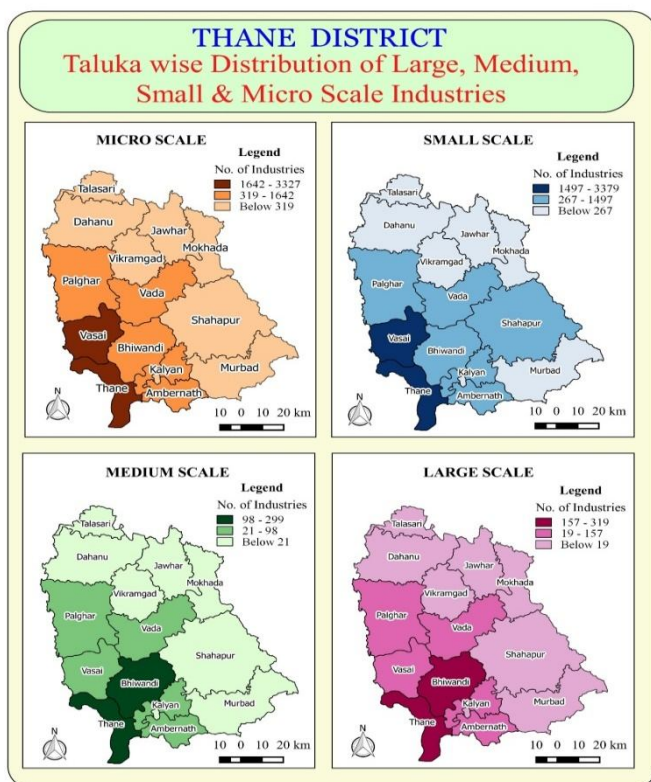 THANE DISTRICT
Taluka wise Distribution of Large, Medium,
Small & Micro Scale Industries
MICRO SCALE
Legend
No. of Industries
1642 - 3327
319 - 1642
Below 319
Talasari
Dahanu
Jawhar
Mokhada
Vikramgad
Palghar
Vada
Shahapur
Vasai
Bhiwandi
Kalyan
Murbad
Thane
Ambernath
N
10 0 10 20 km
SMALL SCALE
Legend
No. of Industries
1497 - 3379
267 - 1497
Below 267
Talasari
Dahanu
Jawhar
Mokhada
Vikramgad
Palghar
Vada
Shahapur
Vasai
Bhiwandi
Kalyan
Murbad
Thane
Ambernath
N
10 0 10 20 km
MEDIUM SCALE
Legend
No. of Industries
98 - 299
21 - 98
Below 21
Talasari
Dahanu
Jawhar
Mokhada
Vikramgad
Palghar
Vada
Shahapur
Vasai
Bhiwandi
Kalyan
Murbad
Thane
Ambernath
N
10 0 10 20 km
LARGE SCALE
Legend
No. of Industries
157 - 319
19 - 157
Below 19
Talasari
Dahanu
Jawhar
Mokhada
Vikramgad
Palghar
Vada
Shahapur
Vasai
Bhiwandi
Kalyan
Murbad
Thane
Ambernath
N
10 0 10 20 km